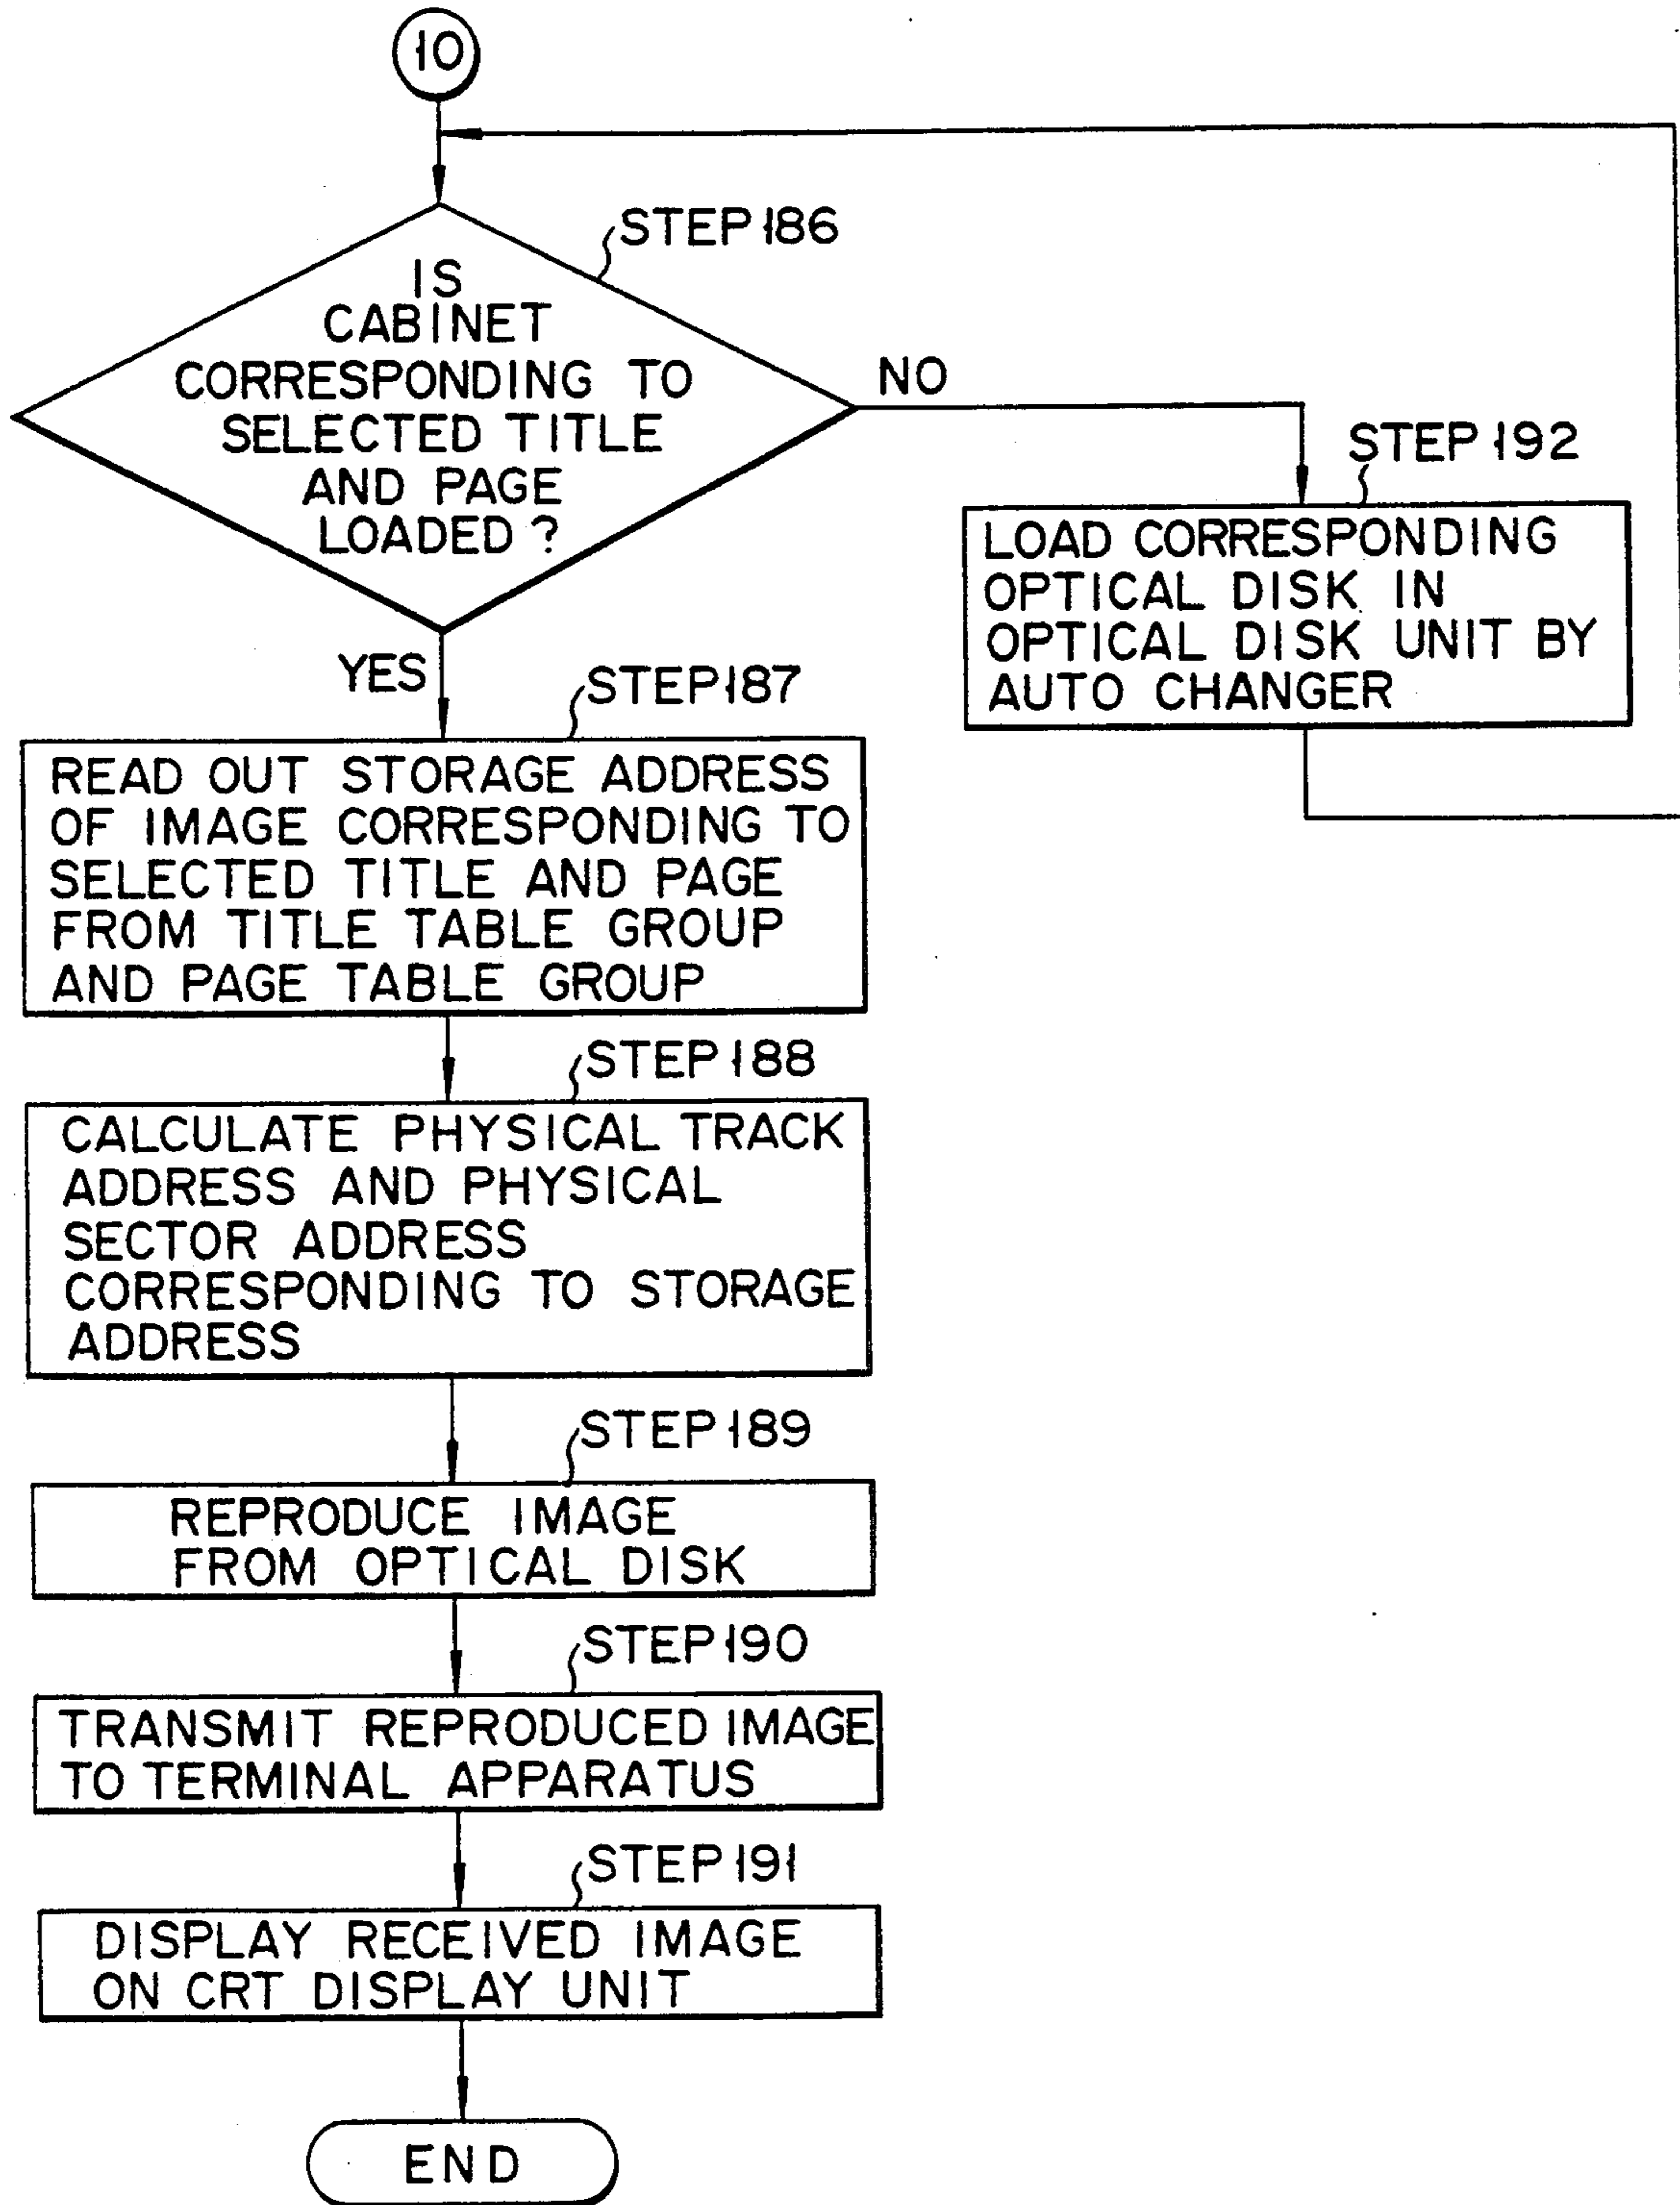 10
STEP 186
IS
CABINET
CORRESPONDING TO
SELECTED TITLE
AND PAGE
LOADED ?
NO
STEP 192
LOAD CORRESPONDING
OPTICAL DISK IN
OPTICAL DISK UNIT BY
AUTO CHANGER
YES
STEP 187
READ OUT STORAGE ADDRESS
OF IMAGE CORRESPONDING TO
SELECTED TITLE AND PAGE
FROM TITLE TABLE GROUP
AND PAGE TABLE GROUP
STEP 188
CALCULATE PHYSICAL TRACK
ADDRESS AND PHYSICAL
SECTOR ADDRESS
CORRESPONDING TO STORAGE
ADDRESS
STEP 189
REPRODUCE IMAGE
FROM OPTICAL DISK
STEP 190
TRANSMIT REPRODUCED IMAGE
TO TERMINAL APPARATUS
STEP 191
DISPLAY RECEIVED IMAGE
ON CRT DISPLAY UNIT
END